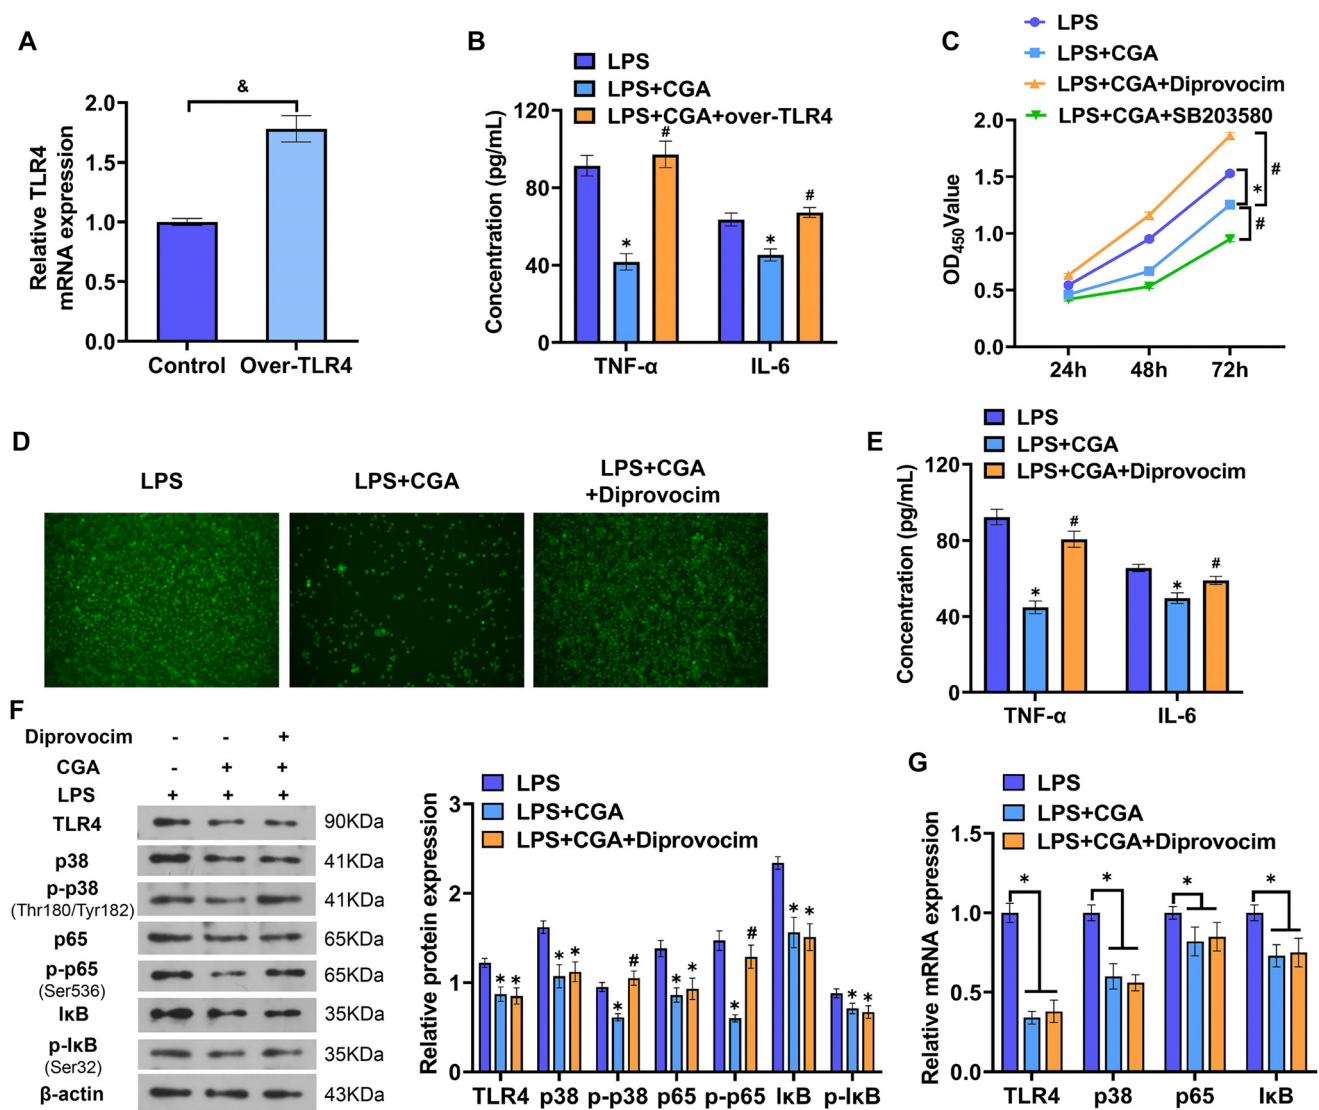 A
Relative TLR4
mRNA expression
2.0
1.5
1.0
0.5
0.0
&
Control
Over-TLR4
B
LPS
LPS+CGA
LPS+CGA+over-TLR4
Concentration (pg/mL)
120
80
40
0
*
#
*
#
TNF-α
IL-6
C
LPS
LPS+CGA
LPS+CGA+Diprovocim
LPS+CGA+SB203580
OD450Value
2.0
1.5
1.0
0.5
0.0
#
*
#
24h
48h
72h
D
LPS
LPS+CGA
LPS+CGA
+Diprovocim
E
LPS
LPS+CGA
LPS+CGA+Diprovocim
Concentration (pg/mL)
120
80
40
0
*
#
*
#
TNF-α
IL-6
F
Diprovocim - - +
CGA - + +
LPS + + +
TLR4 90KDa
p38 41KDa
p-p38 41KDa
(Thr180/Tyr182)
p65 65KDa
p-p65 65KDa
(Ser536)
IκB 35KDa
p-IκB 35KDa
(Ser32)
β-actin 43KDa
LPS
LPS+CGA
LPS+CGA+Diprovocim
Relative protein expression
3
2
1
0
* *
* *
* #
* *
* #
* *
* *
TLR4 p38 p-p38 p65 p-p65 IκB p-IκB
G
LPS
LPS+CGA
LPS+CGA+Diprovocim
Relative mRNA expression
1.5
1.0
0.5
0.0
*
*
*
*
TLR4 p38 p65 IκB